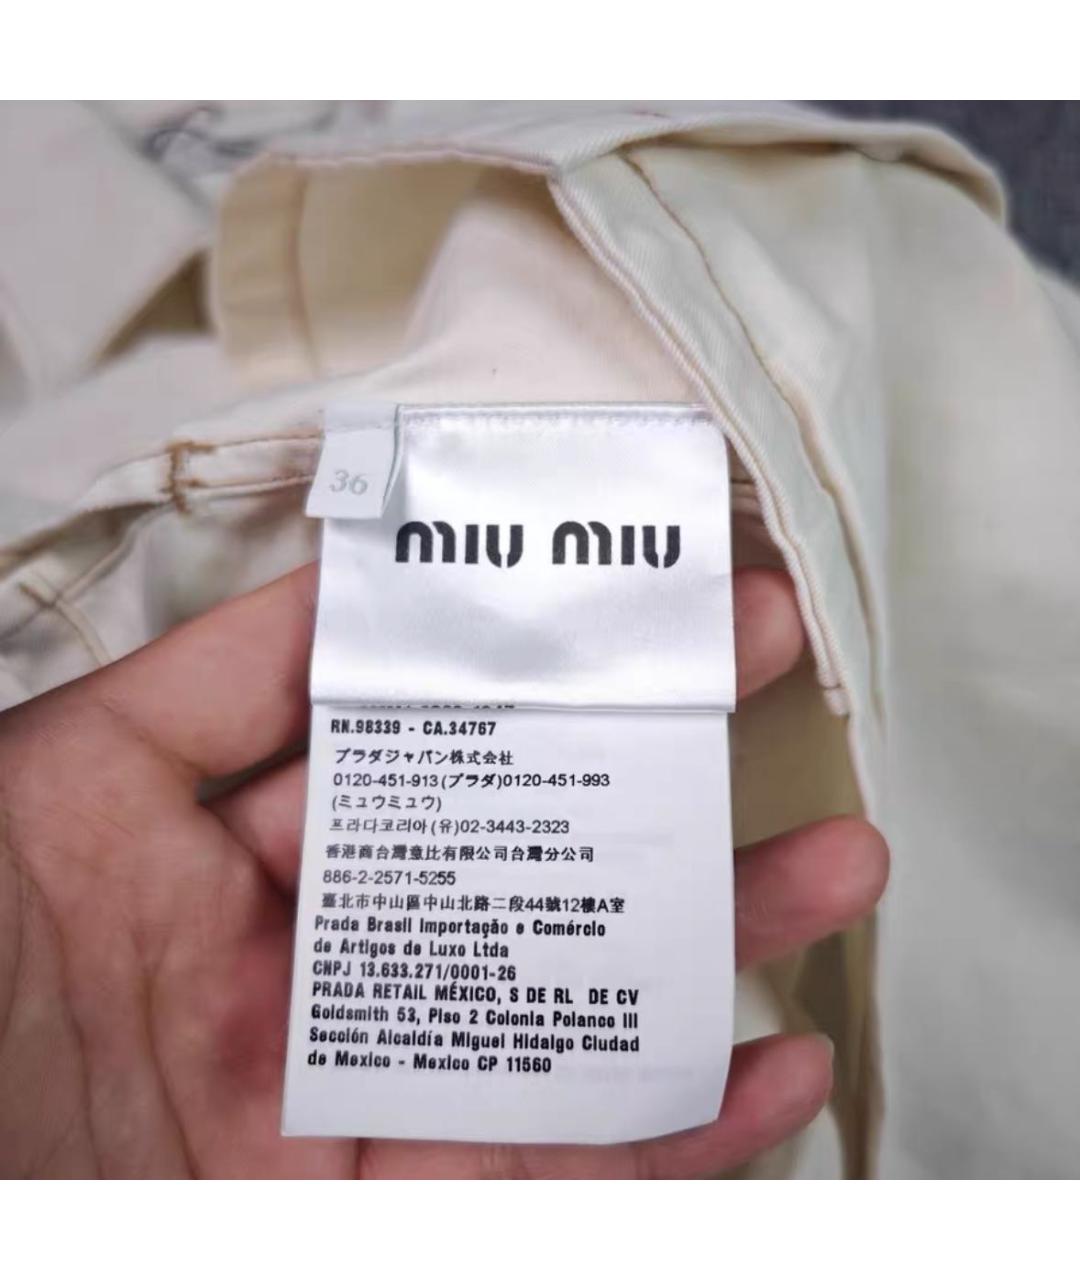 36
miu miu
RN.98339 - CA.34767
プラダジャパン株式会社
0120-451-913(プラダ)0120-451-993
(ミュウミュウ)
프라다코리아(유)02-3443-2323
香港商台灣意比有限公司台灣分公司
886-2-2571-5255
臺北市中山區中山北路二段44號12樓A室
Prada Brasil Importação e Comércio
de Artigos de Luxo Ltda
CNPJ 13.633.271/0001-26
PRADA RETAIL MÉXICO, S DE RL DE CV
Goldsmith 53, Piso 2 Colonia Polanco III
Sección Alcaldía Miguel Hidalgo Ciudad
de Mexico - Mexico CP 11560